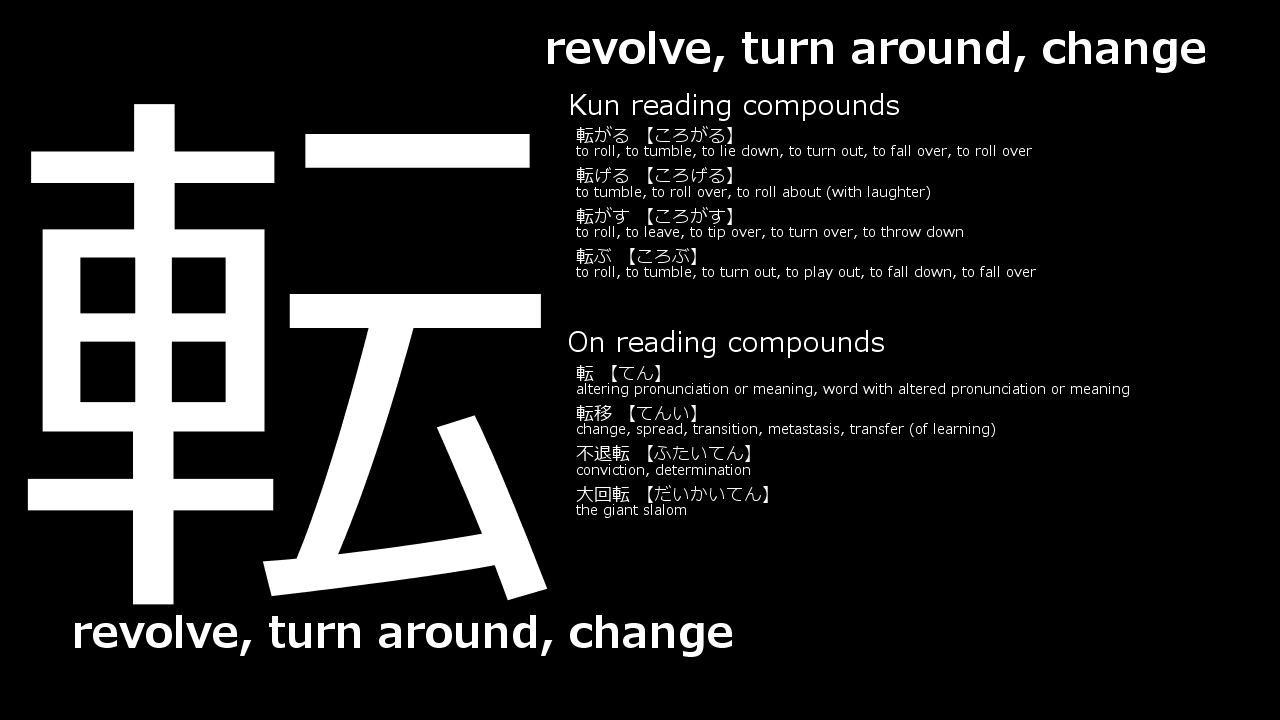 転
revolve, turn around, change
revolve, turn around, change
Kun reading compounds
転がる 【ころがる】
to roll, to tumble, to lie down, to turn out, to fall over, to roll over
転げる 【ころげる】
to tumble, to roll over, to roll about (with laughter)
転がす 【ころがす】
to roll, to leave, to tip over, to turn over, to throw down
転ぶ 【ころぶ】
to roll, to tumble, to turn out, to play out, to fall down, to fall over
On reading compounds
転 【てん】
altering pronunciation or meaning, word with altered pronunciation or meaning
転移 【てんい】
change, spread, transition, metastasis, transfer (of learning)
不退転 【ふたいてん】
conviction, determination
大回転 【だいかいてん】
the giant slalom